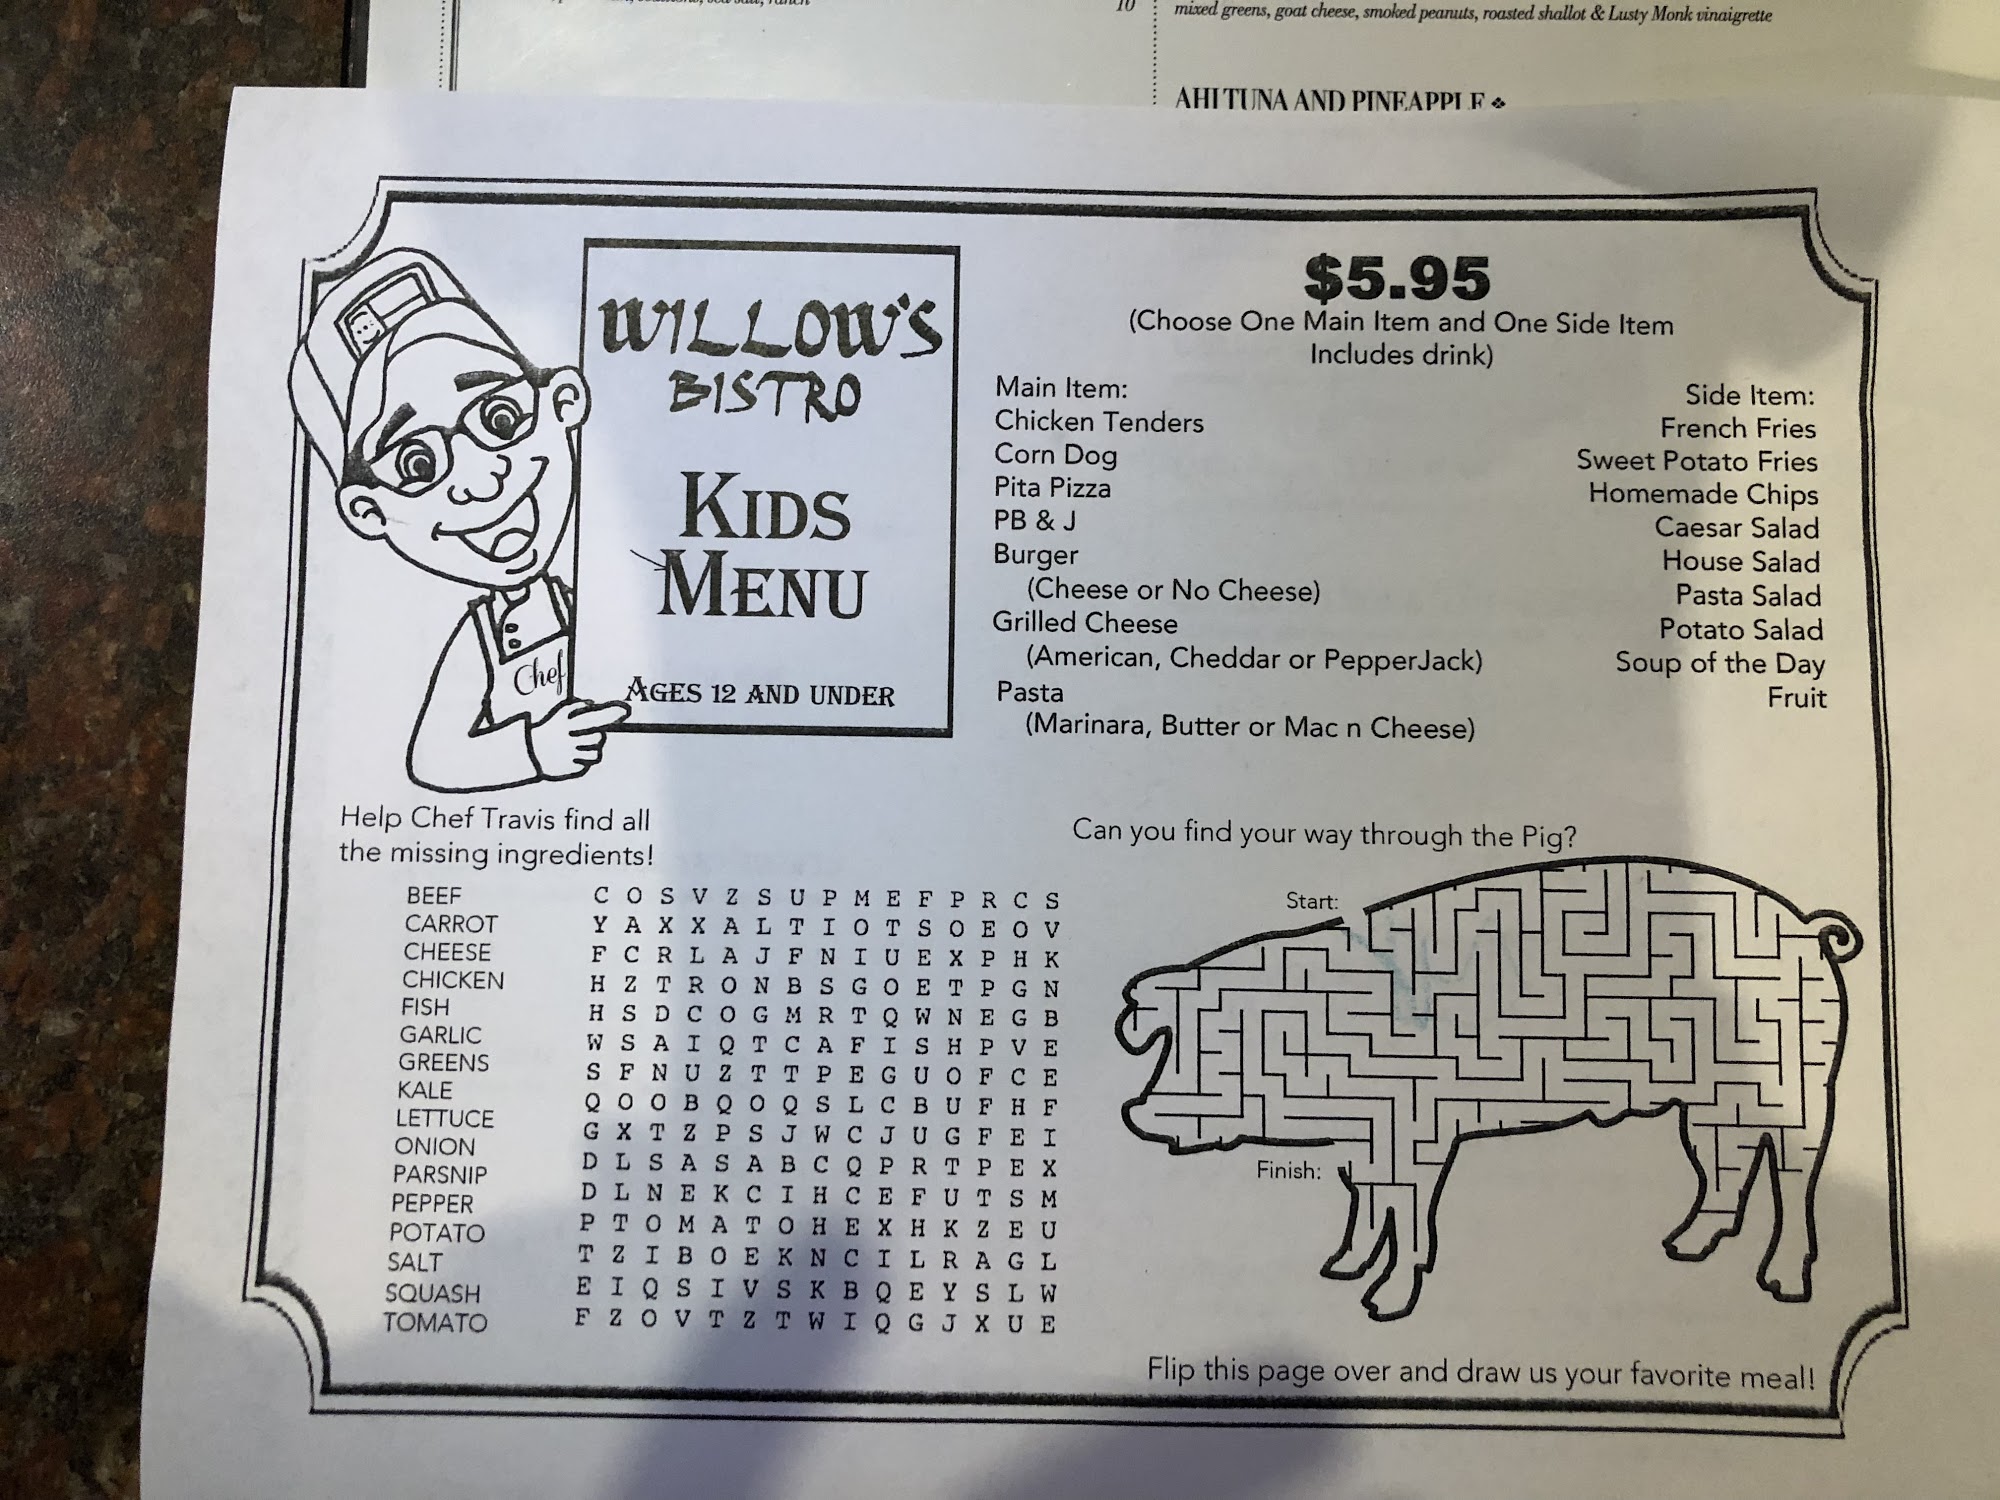 10
mixed greens, goat cheese, smoked peanuts, roasted shallot & Lusty Monk vinaigrette
AHI TUNA AND PINEAPPLE
WILLOW'S
BISTRO
KIDS
MENU
AGES 12 AND UNDER
Chef
$5.95
(Choose One Main Item and One Side Item
Includes drink)
Main Item:
Chicken Tenders
Corn Dog
Pita Pizza
PB & J
Burger
(Cheese or No Cheese)
Grilled Cheese
(American, Cheddar or PepperJack)
Pasta
(Marinara, Butter or Mac n Cheese)
Side Item:
French Fries
Sweet Potato Fries
Homemade Chips
Caesar Salad
House Salad
Pasta Salad
Potato Salad
Soup of the Day
Fruit
Help Chef Travis find all
the missing ingredients!
BEEF
CARROT
CHEESE
CHICKEN
FISH
GARLIC
GREENS
KALE
LETTUCE
ONION
PARSNIP
PEPPER
POTATO
SALT
SQUASH
TOMATO
C O S V Z S U P M E F P R C S
Y A X X A L T I O T S O E O V
F C R L A J F N I U E X P H K
H Z T R O N B S G O E T P G N
H S D C O G M R T Q W N E G B
W S A I Q T C A F I S H P V E
S F N U Z T T P E G U O F C E
Q O O B Q O Q S L C B U F H F
G X T Z P S J W C J U G F E I
D L S A S A B C Q P R T P E X
D L N E K C I H C E F U T S M
P T O M A T O H E X H K Z E U
T Z I B O E K N C I L R A G L
E I Q S I V S K B Q E Y S L W
F Z O V T Z T W I Q G J X U E
Can you find your way through the Pig?
Start:
Finish:
Flip this page over and draw us your favorite meal!